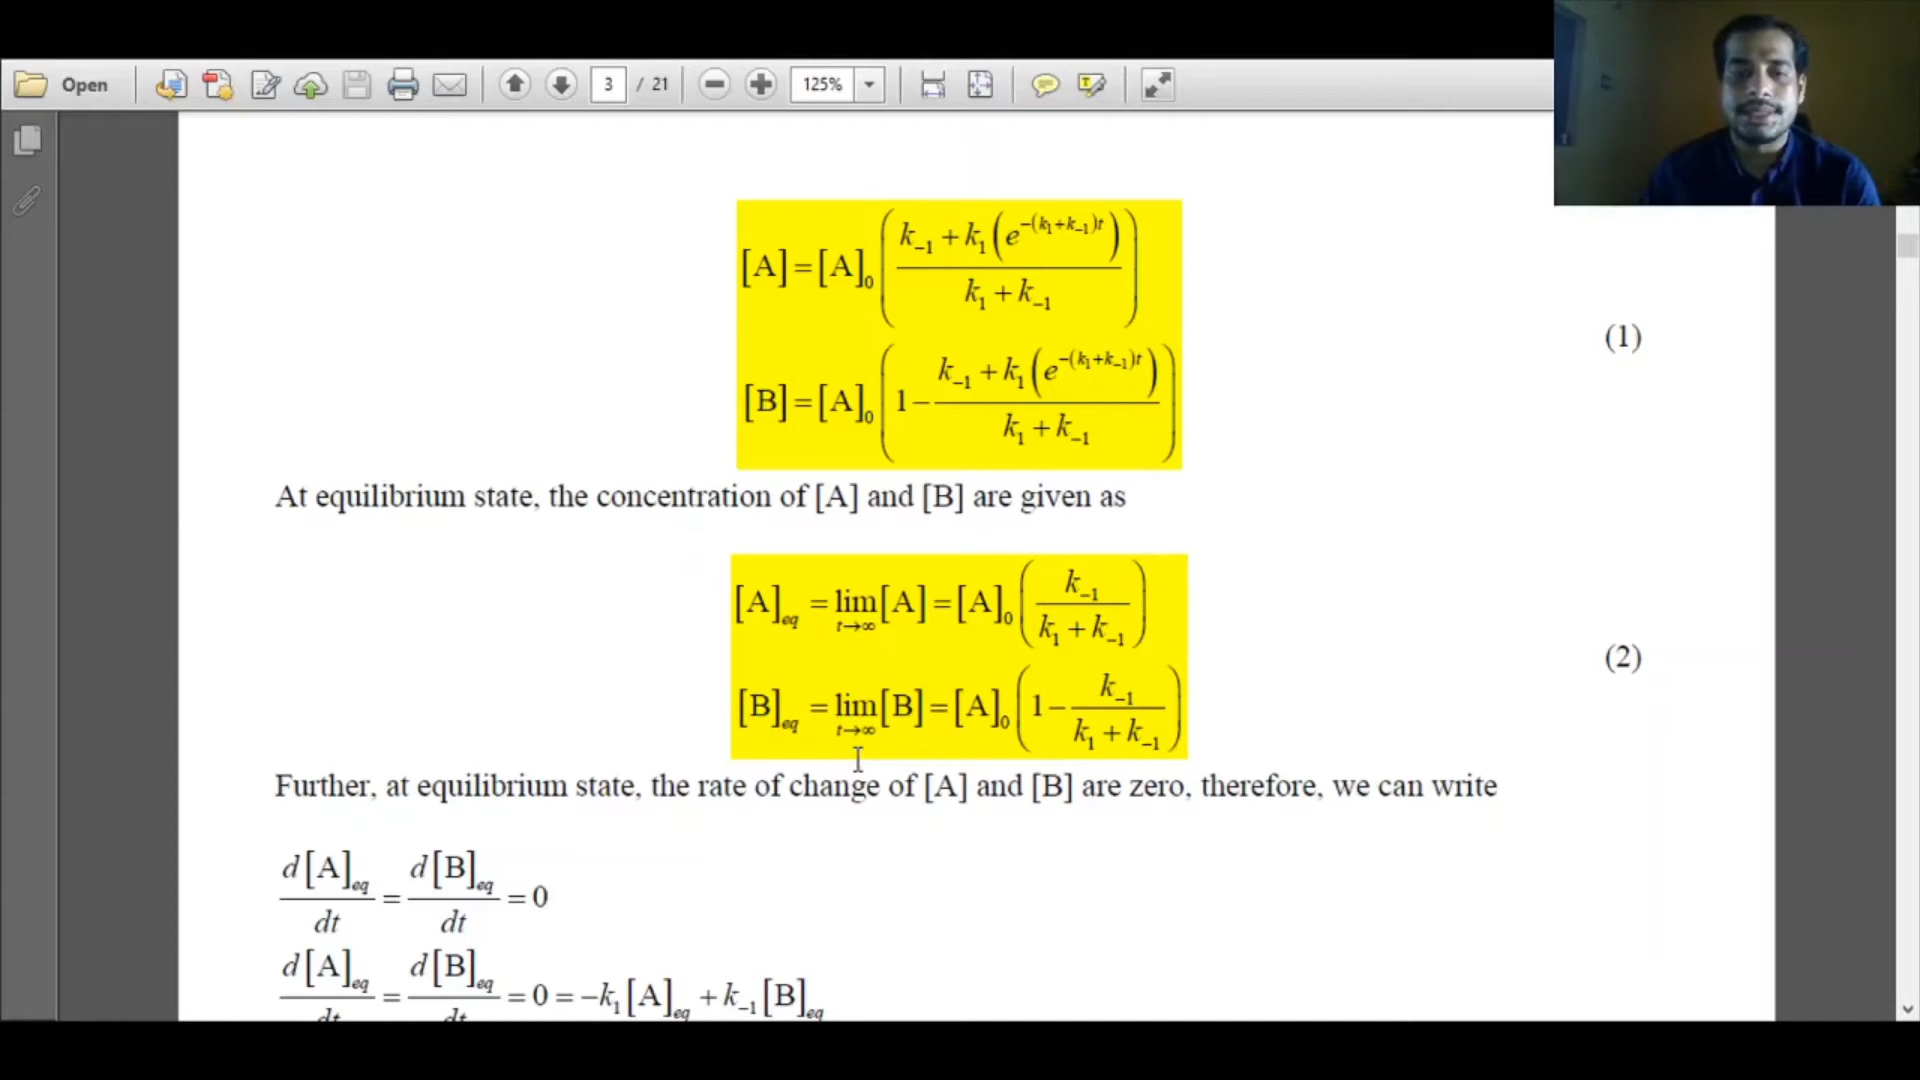 Open 3 / 21 125%
[A] = [A]₀ ( (k₋₁ + k₁(e^(−(k₁+k₋₁)t))) / (k₁ + k₋₁) )
(1)
[B] = [A]₀ ( 1 − (k₋₁ + k₁(e^(−(k₁+k₋₁)t))) / (k₁ + k₋₁) )
At equilibrium state, the concentration of [A] and [B] are given as
[A]eq = lim t→∞ [A] = [A]₀ ( k₋₁ / (k₁ + k₋₁) )
(2)
[B]eq = lim t→∞ [B] = [A]₀ ( 1 − k₋₁ / (k₁ + k₋₁) )
Further, at equilibrium state, the rate of change of [A] and [B] are zero, therefore, we can write
d[A]eq / dt = d[B]eq / dt = 0
d[A]eq / dt = d[B]eq / dt = 0 = −k₁[A]eq + k₋₁[B]eq